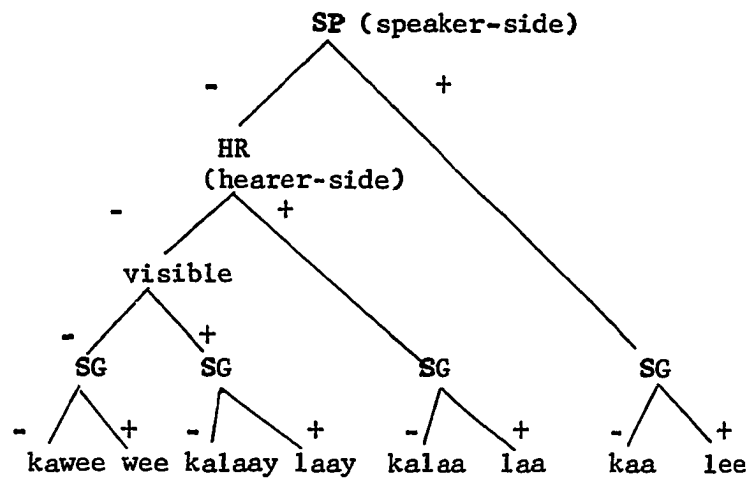 SP (speaker-side)
- +
HR
(hearer-side)
- +
visible
- +
SG SG SG SG
- + - + - + - +
kawee wee kalaay laay kalaa laa kaa lee